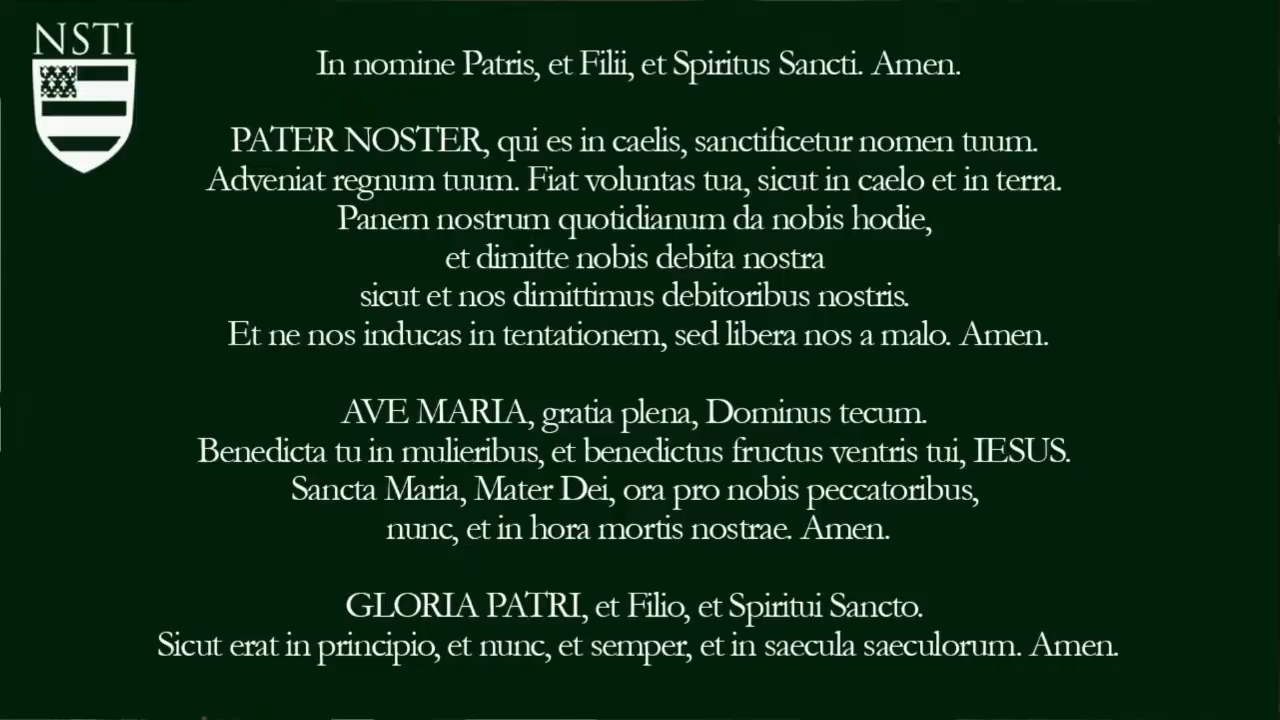 NSTI
In nomine Patris, et Filii, et Spiritus Sancti. Amen.
PATER NOSTER, qui es in caelis, sanctificetur nomen tuum.
Adveniat regnum tuum. Fiat voluntas tua, sicut in caelo et in terra.
Panem nostrum quotidianum da nobis hodie,
et dimitte nobis debita nostra
sicut et nos dimittimus debitoribus nostris.
Et ne nos inducas in tentationem, sed libera nos a malo. Amen.
AVE MARIA, gratia plena, Dominus tecum.
Benedicta tu in mulieribus, et benedictus fructus ventris tui, IESUS.
Sancta Maria, Mater Dei, ora pro nobis peccatoribus,
nunc, et in hora mortis nostrae. Amen.
GLORIA PATRI, et Filio, et Spiritui Sancto.
Sicut erat in principio, et nunc, et semper, et in saecula saeculorum. Amen.